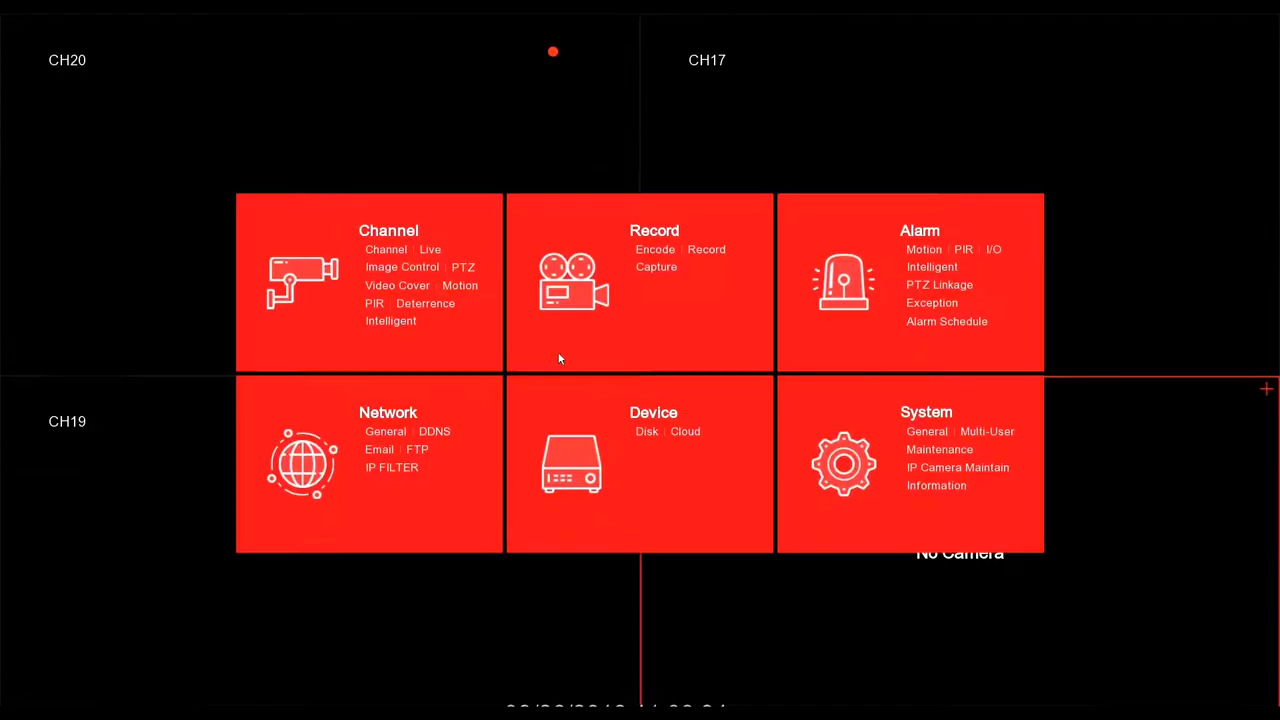 CH20
CH17
Channel
Channel | Live
Image Control | PTZ
Video Cover | Motion
PIR | Deterrence
Intelligent
Record
Encode | Record
Capture
Alarm
Motion | PIR | I/O
Intelligent
PTZ Linkage
Exception
Alarm Schedule
CH19
Network
General | DDNS
Email | FTP
IP FILTER
Device
Disk | Cloud
System
General | Multi-User
Maintenance
IP Camera Maintain
Information
No Camera